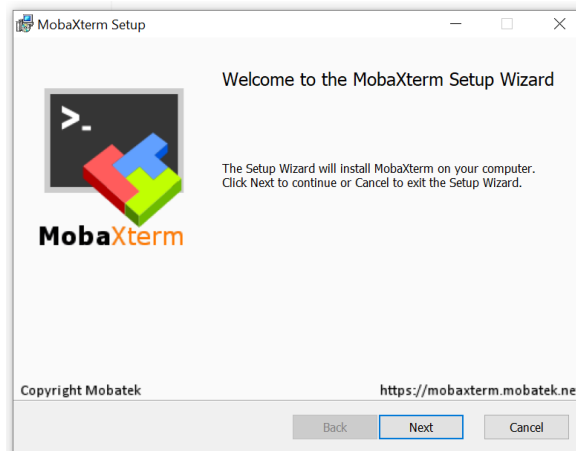 MobaXterm Setup
Welcome to the MobaXterm Setup Wizard
>_
The Setup Wizard will install MobaXterm on your computer.
Click Next to continue or Cancel to exit the Setup Wizard.
MobaXterm
Copyright Mobatek
https://mobaxterm.mobatek.ne
Back
Next
Cancel